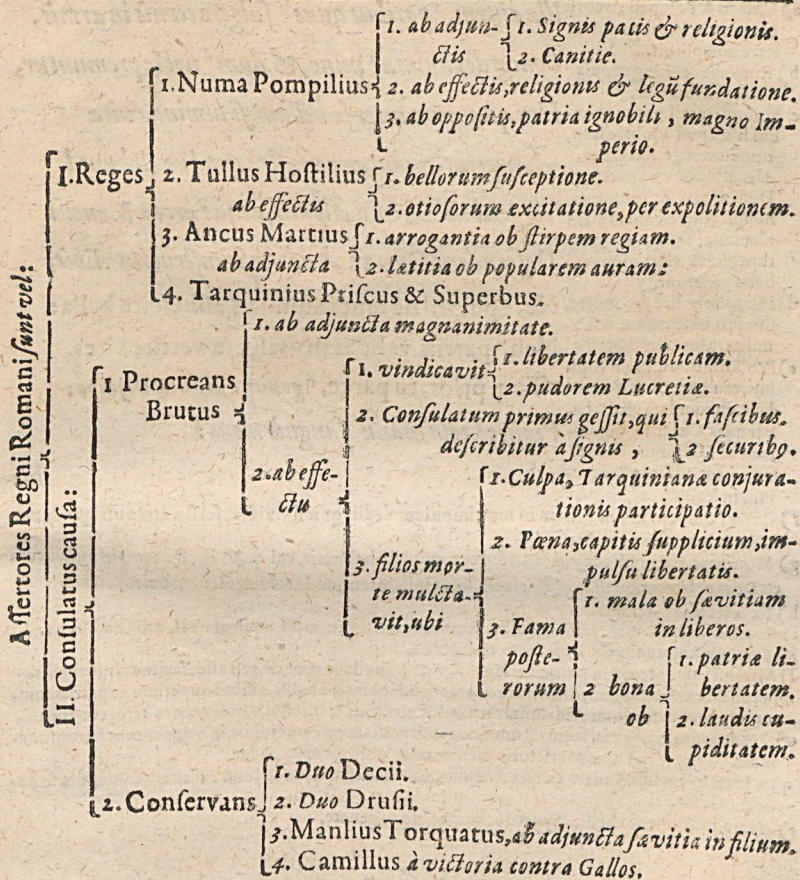 Assertores Regni Romani sunt vel:
I. Reges
1. Numa Pompilius
1. ab adjun-
ctis
1. Signis pacis & religionis.
2. Canitie.
2. ab effectis, religionis & legū fundatione.
3. ab oppositis, patria ignobili, magno Im-
perio.
2. Tullus Hostilius
ab effectis
1. bellorum susceptione.
2. otiosorum excitatione, per expolitionem.
3. Ancus Martius
ab adjuncta
1. arrogantia ob stirpem regiam.
2. lætitia ob popularem auram:
4. Tarquinius Priscus & Superbus.
II. Consulatus causa:
1 Procreans
Brutus
1. ab adjuncta magnanimitate.
2. ab effe-
ctu
1. vindicavit
1. libertatem publicam.
2. pudorem Lucretiæ.
2. Consulatum primus gessit, qui
describitur à signis,
1. fascibus.
2 securibꝰ.
3. filios mor-
te mulcta-
vit, ubi
1. Culpa, Tarquinianæ conjura-
tionis participatio.
2. Pœna, capitis supplicium, im-
pulsu libertatis.
3. Fama
poste-
rorum
1. mala ob sævitiam
in liberos.
2 bona
ob
1. patriæ li-
bertatem.
2. laudis cu-
piditatem.
2. Conservans
1. Duo Decii.
2. Duo Drusii.
3. Manlius Torquatus, ab adjuncta sævitia in filium.
4. Camillus à victoria contra Gallos.